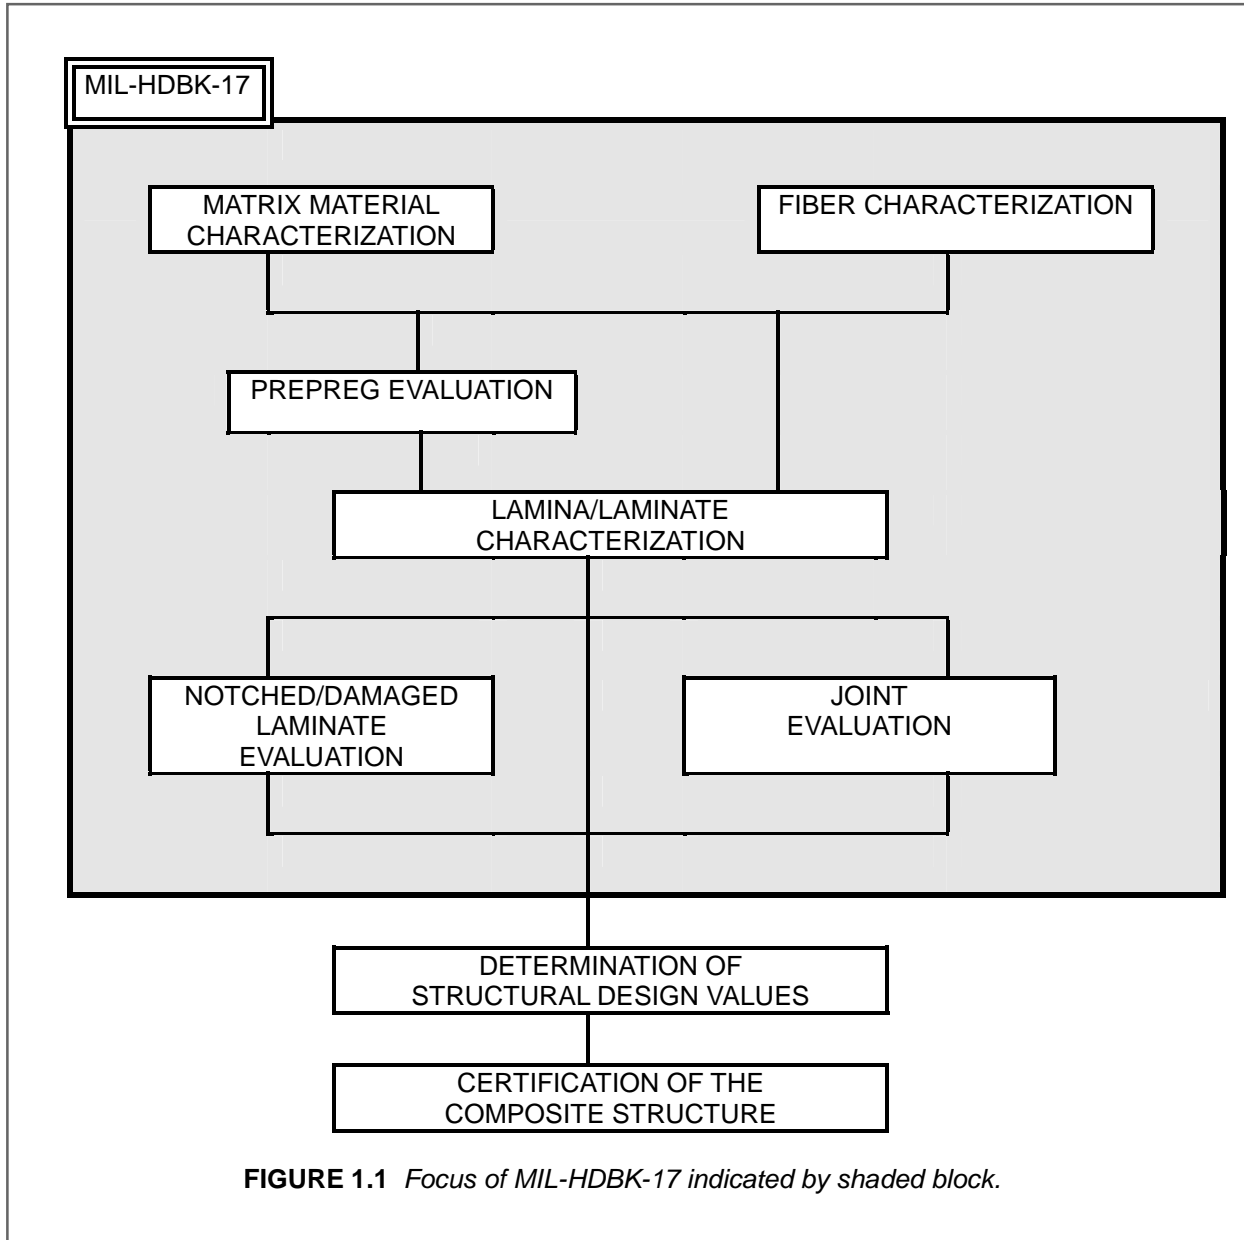 MIL-HDBK-17
MATRIX MATERIAL
CHARACTERIZATION
FIBER CHARACTERIZATION
PREPREG EVALUATION
LAMINA/LAMINATE
CHARACTERIZATION
NOTCHED/DAMAGED
LAMINATE
EVALUATION
JOINT
EVALUATION
DETERMINATION OF
STRUCTURAL DESIGN VALUES
CERTIFICATION OF THE
COMPOSITE STRUCTURE
FIGURE 1.1 Focus of MIL-HDBK-17 indicated by shaded block.